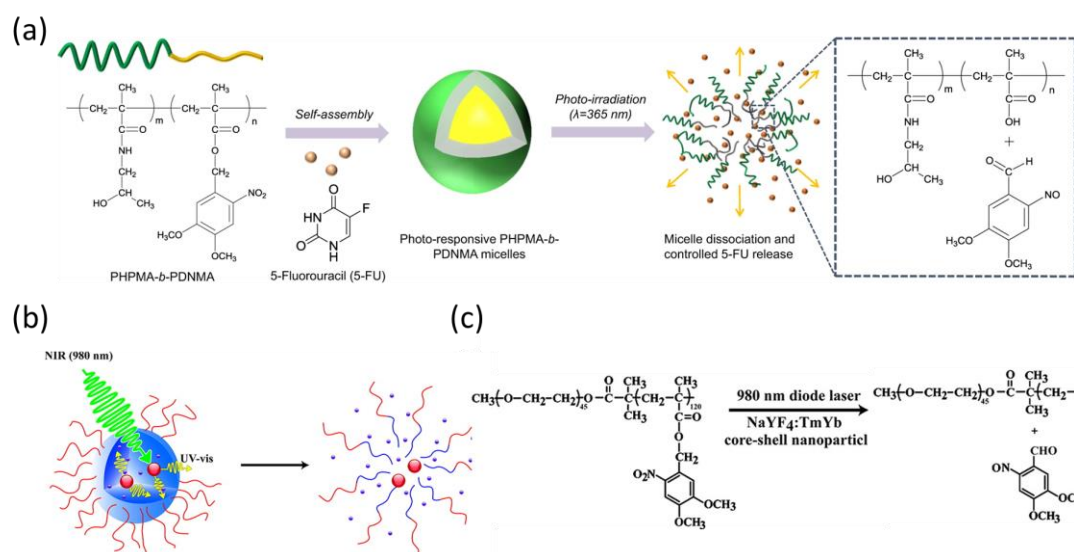 (a)
CH₃
CH₃
CH₂
C
m
CH₂
C
n
C
O
C
O
NH
O
CH₂
CH₂
CH
HO
CH₃
NO₂
H₃CO
OCH₃
PHPMA-b-PDNMA
Self-assembly
O
F
HN
O
N
H
5-Fluorouracil (5-FU)
Photo-responsive PHPMA-b-
PDNMA micelles
Photo-irradiation
(λ=365 nm)
Micelle dissociation and
controlled 5-FU release
CH₃
CH₃
CH₂
C
m
CH₂
C
n
C
O
C
O
NH
OH
CH₂
+
CH
HO
CH₃
O
C
H
NO
H₃CO
OCH₃
(b)
NIR (980 nm)
UV-vis
(c)
O
CH₃
CH₃
CH₃(O-CH₂-CH₂)₄₅O-C-C(CH₂-C)₁₂₀
CH₃
C=O
O
CH₂
O₂N
OCH₃
OCH₃
980 nm diode laser
NaYF₄:TmYb
core-shell nanoparticl
O
CH₃
CH₃(O-CH₂-CH₂)₄₅O-C-C(CH₂-
CH₃
+
CHO
ON
OCH₃